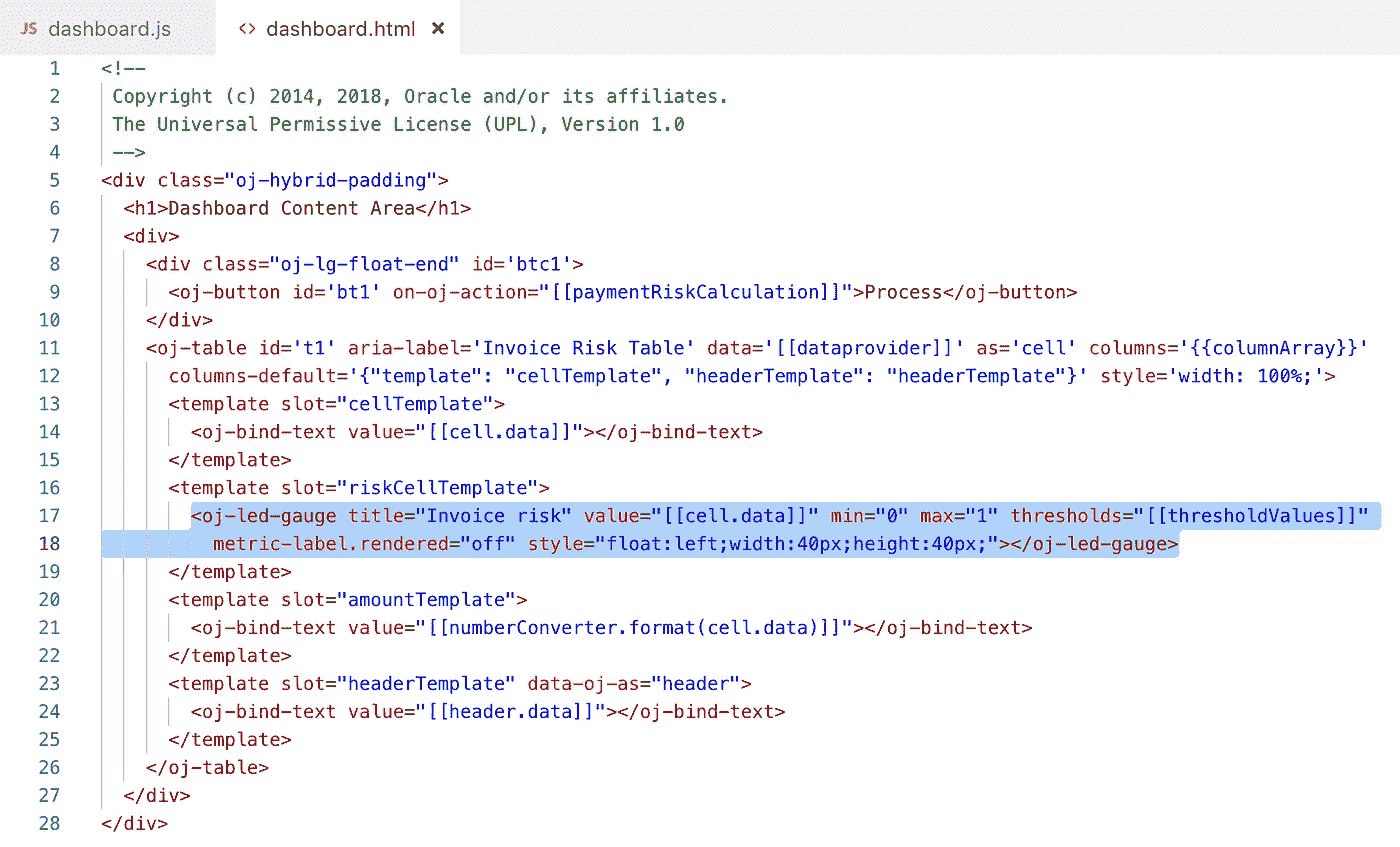 JS dashboard.js <> dashboard.html ×
1 <!--
2 Copyright (c) 2014, 2018, Oracle and/or its affiliates.
3 The Universal Permissive License (UPL), Version 1.0
4 -->
5 <div class="oj-hybrid-padding">
6 <h1>Dashboard Content Area</h1>
7 <div>
8 <div class="oj-lg-float-end" id='btc1'>
9 <oj-button id='bt1' on-oj-action="[[paymentRiskCalculation]]">Process</oj-button>
10 </div>
11 <oj-table id='t1' aria-label='Invoice Risk Table' data='[[dataprovider]]' as='cell' columns='{{columnArray}}'
12 columns-default='{"template": "cellTemplate", "headerTemplate": "headerTemplate"}' style='width: 100%;'>
13 <template slot="cellTemplate">
14 <oj-bind-text value="[[cell.data]]"></oj-bind-text>
15 </template>
16 <template slot="riskCellTemplate">
17 <oj-led-gauge title="Invoice risk" value="[[cell.data]]" min="0" max="1" thresholds="[[thresholdValues]]"
18 metric-label.rendered="off" style="float:left;width:40px;height:40px;"></oj-led-gauge>
19 </template>
20 <template slot="amountTemplate">
21 <oj-bind-text value="[[numberConverter.format(cell.data)]]"></oj-bind-text>
22 </template>
23 <template slot="headerTemplate" data-oj-as="header">
24 <oj-bind-text value="[[header.data]]"></oj-bind-text>
25 </template>
26 </oj-table>
27 </div>
28 </div>